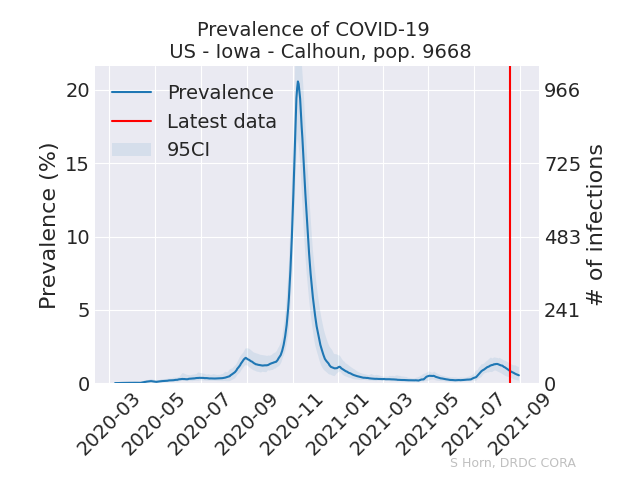 Prevalence of COVID-19
US - Iowa - Calhoun, pop. 9668
Prevalence
Latest data
95CI
Prevalence (%)
20
15
10
5
0
966
725
483
241
0
# of infections
2020-03
2020-05
2020-07
2020-09
2020-11
2021-01
2021-03
2021-05
2021-07
2021-09
S Horn, DRDC CORA